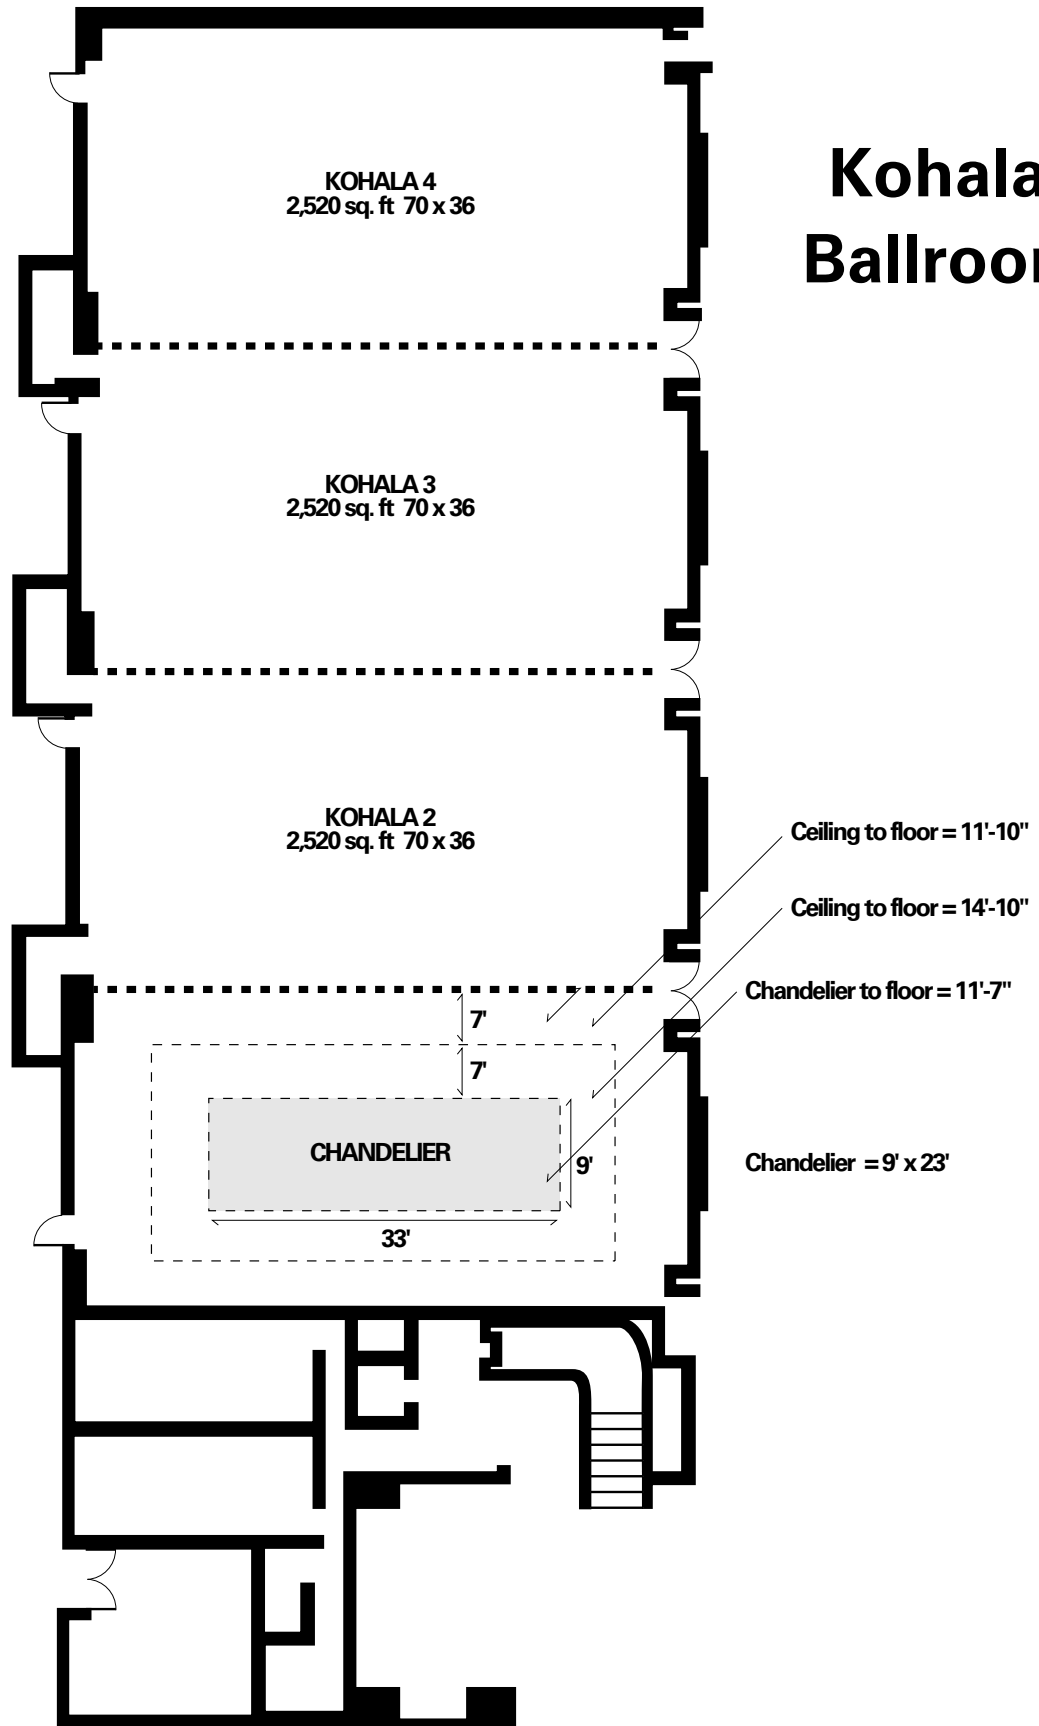 Kohala
Ballroo
KOHALA 4
2,520 sq. ft 70 x 36
KOHALA 3
2,520 sq. ft 70 x 36
KOHALA 2
2,520 sq. ft 70 x 36
Ceiling to floor = 11'-10"
Ceiling to floor = 14'-10"
Chandelier to floor = 11'-7"
7'
7'
CHANDELIER
9'
Chandelier = 9' x 23'
33'